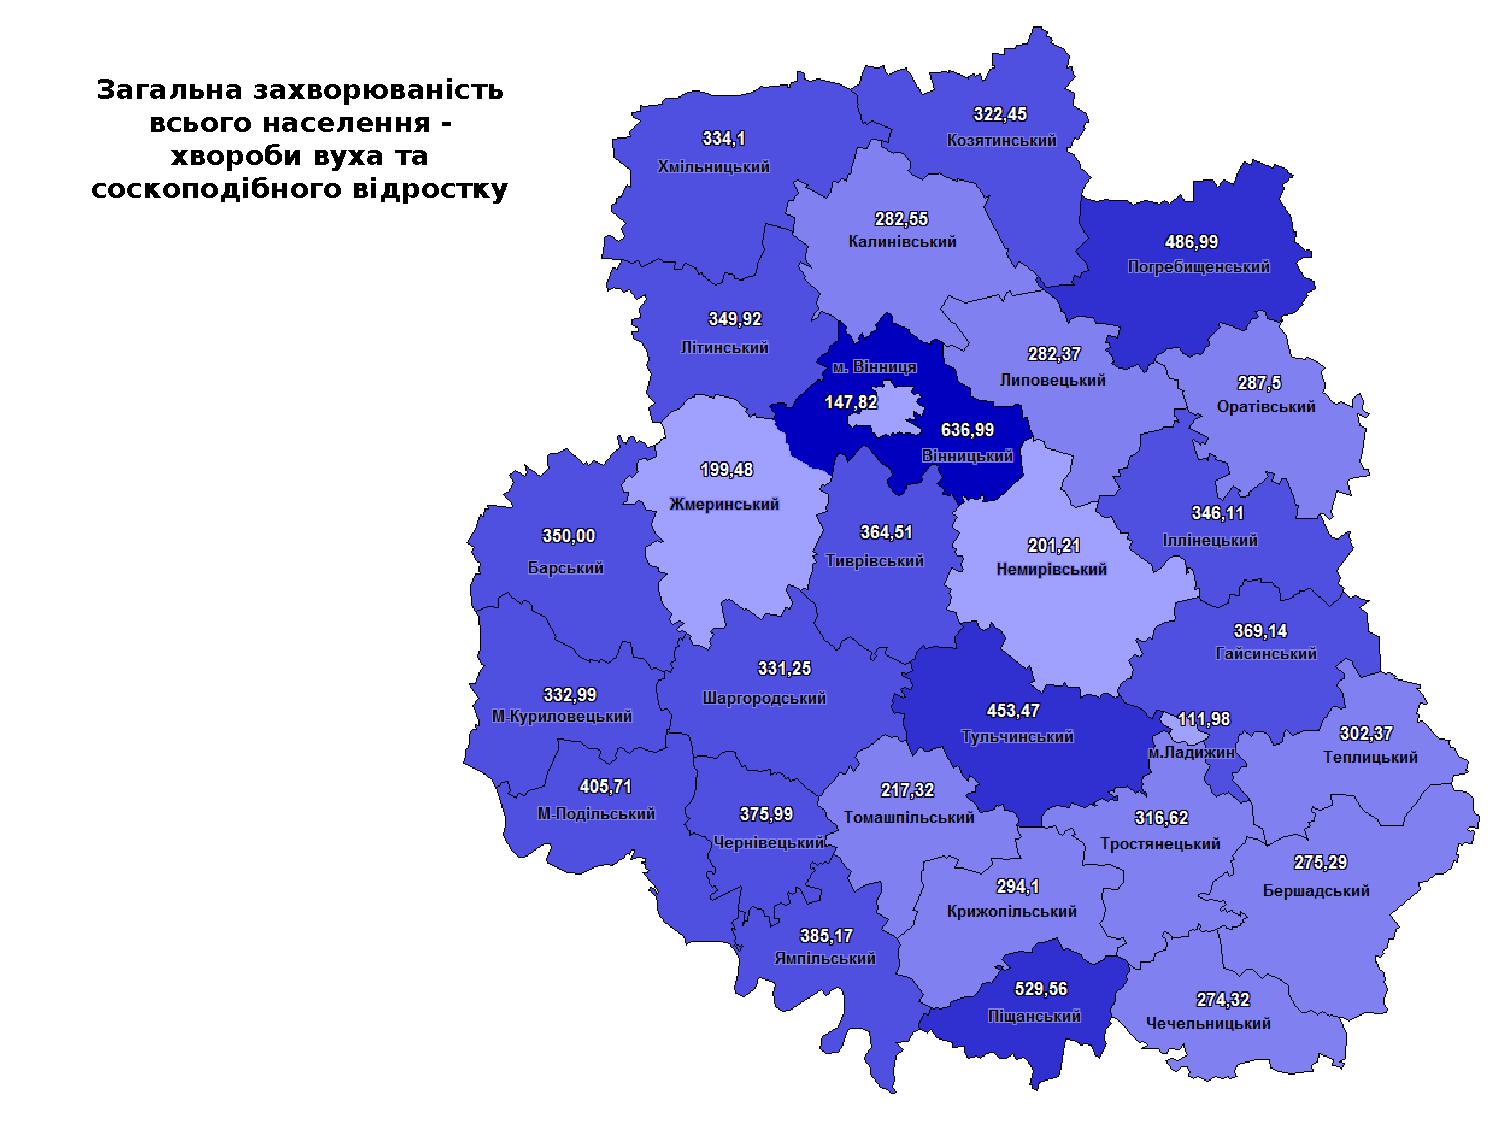 Загальна захворюваність
всього населення -
хвороби вуха та
соскоподібного відростку
322,45
Козятинський
334,1
Хмільницький
282,55
Калинівський
486,99
Погребищенський
349,92
Літинський
282,37
Липовецький
м. Вінниця
147,82
287,5
Оратівський
636,99
Вінницький
199,48
Жмеринський
346,11
Іллінецький
350,00
Барський
364,51
Тиврівський
201,21
Немирівський
369,14
Гайсинський
331,25
Шаргородський
332,99
М-Куриловецький
453,47
Тульчинський
111,98
м.Ладижин
302,37
Теплицький
405,71
М-Подільський
217,32
Томашпільський
375,99
Чернівецький
316,62
Тростянецький
275,29
Бершадський
294,1
Крижопільський
385,17
Ямпільський
529,56
Піщанський
274,32
Чечельницький